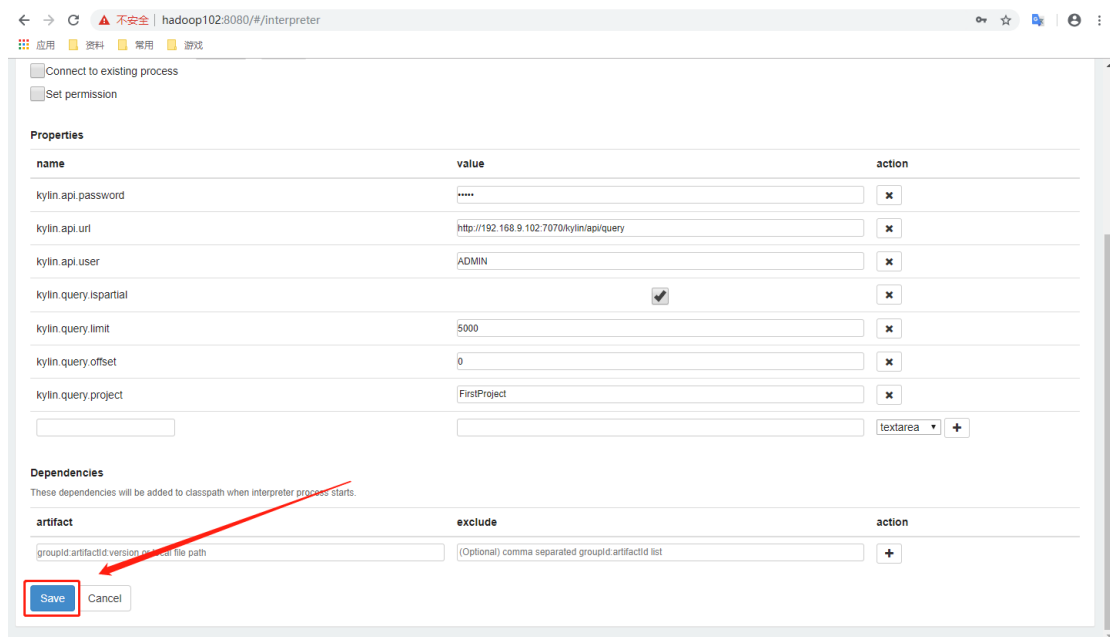 不安全 | hadoop102:8080/#/interpreter
应用 资料 常用 游戏
Connect to existing process
Set permission
Properties
name value action
kylin.api.password •••••
kylin.api.url http://192.168.9.102:7070/kylin/api/query
kylin.api.user ADMIN
kylin.query.ispartial
kylin.query.limit 5000
kylin.query.offset 0
kylin.query.project FirstProject
textarea
Dependencies
These dependencies will be added to classpath when interpreter process starts.
artifact exclude action
groupId:artifactId:version or local file path (Optional) comma separated groupId:artifactId list
Save Cancel